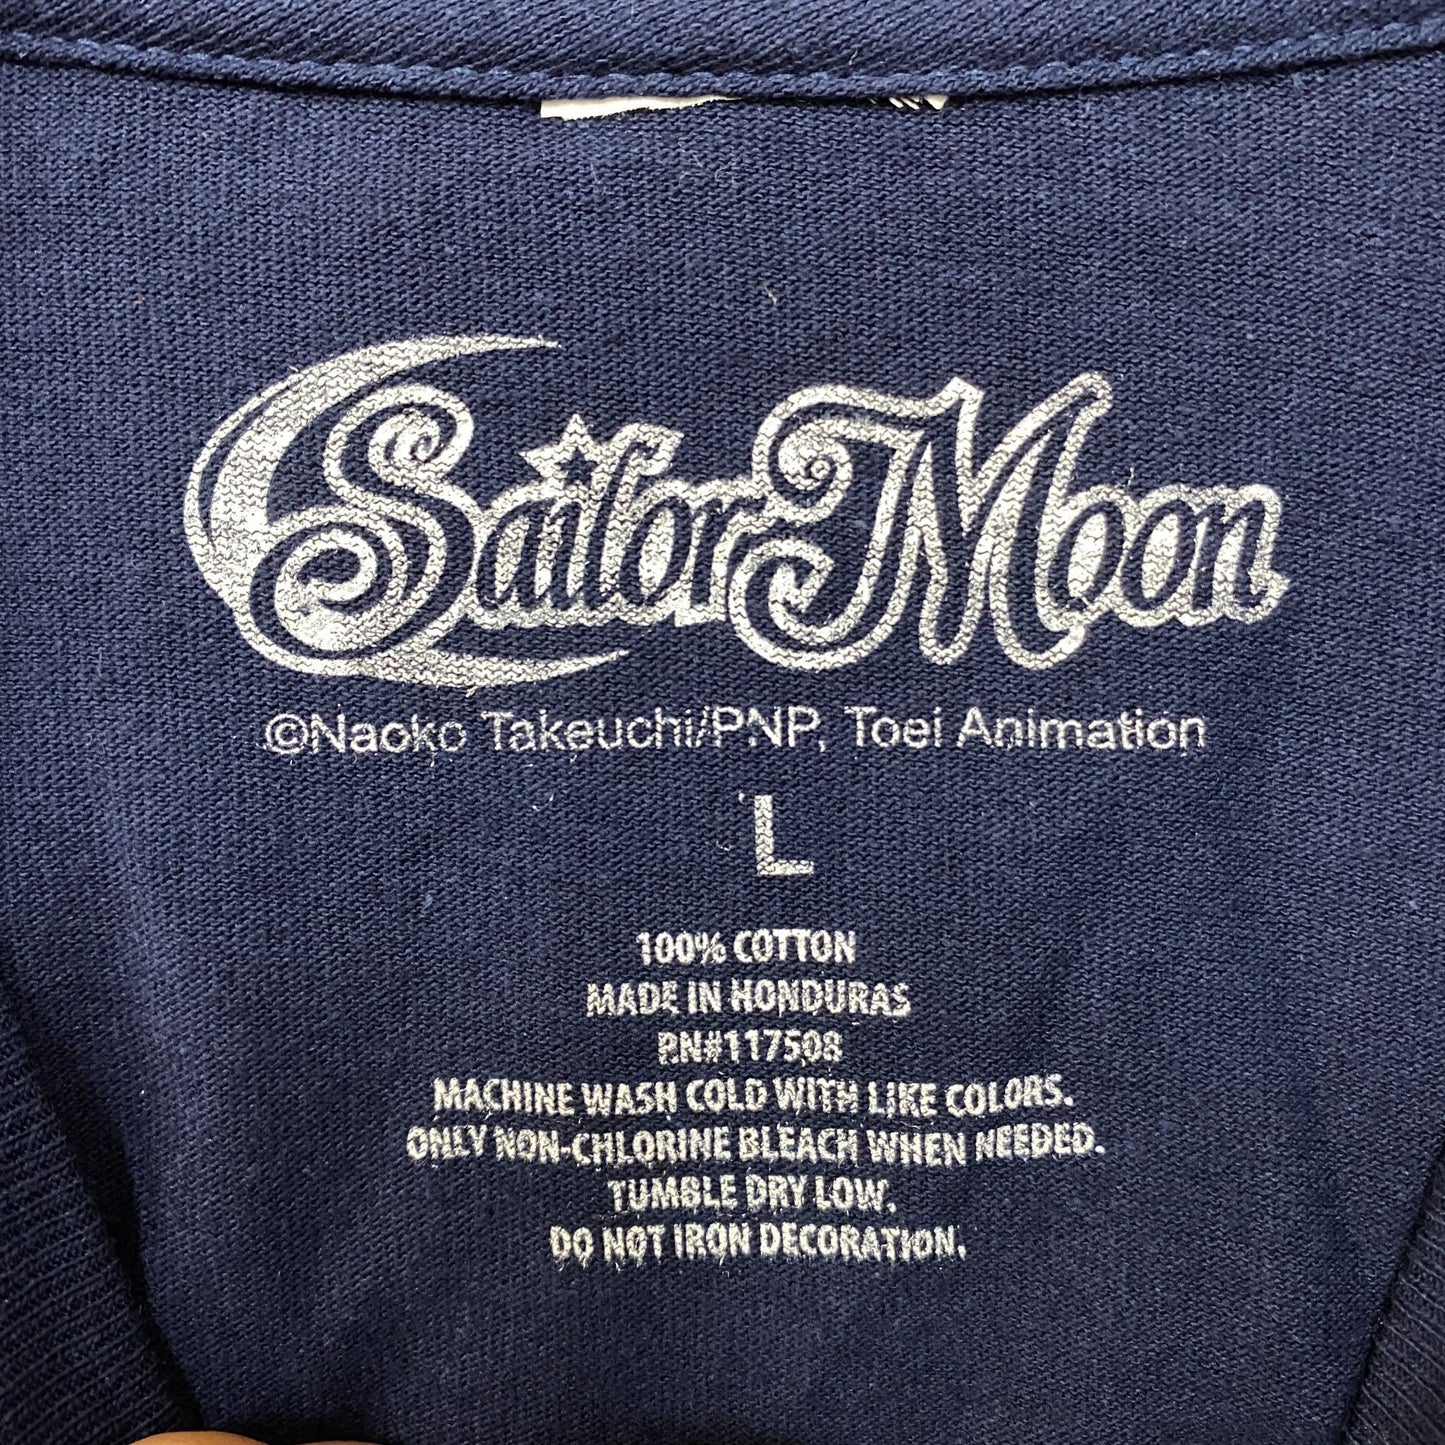 Sailor Moon
©Naoko Takeuchi/PNP, Toei Animation
L
100% COTTON
MADE IN HONDURAS
RN#117508
MACHINE WASH COLD WITH LIKE COLORS.
ONLY NON-CHLORINE BLEACH WHEN NEEDED.
TUMBLE DRY LOW.
DO NOT IRON DECORATION.